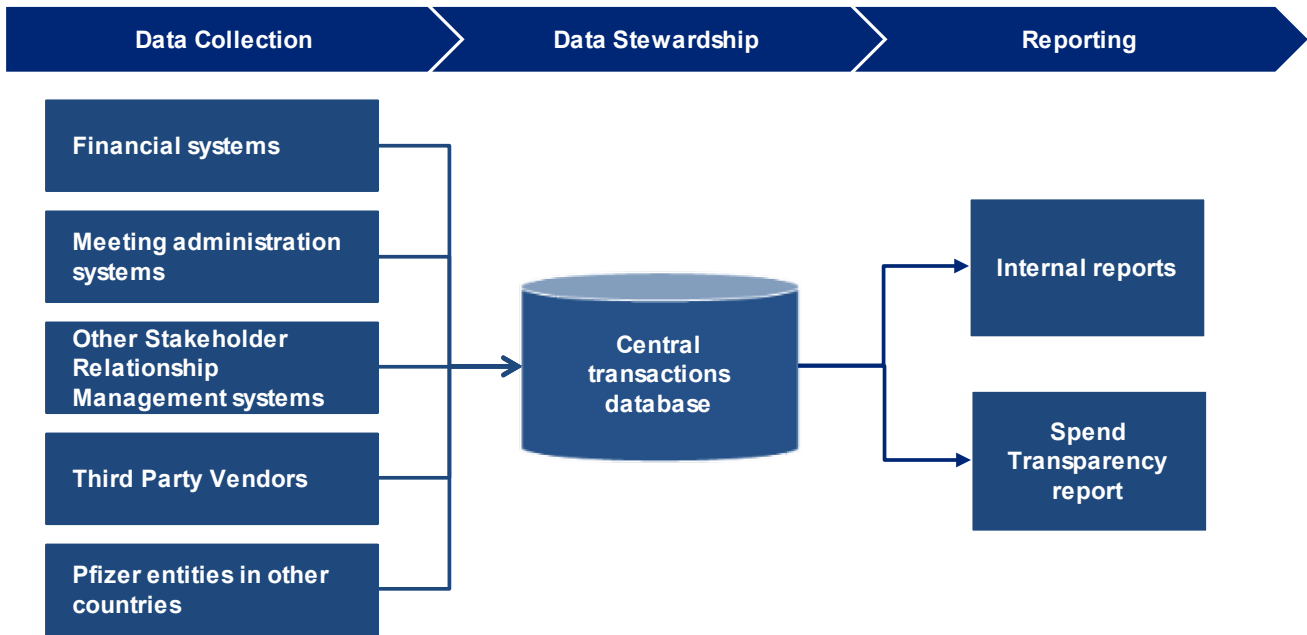 Data Collection
Data Stewardship
Reporting
Financial systems
Meeting administration
systems
Other Stakeholder
Relationship
Management systems
Third Party Vendors
Pfizer entities in other
countries
Central
transactions
database
Internal reports
Spend
Transparency
report